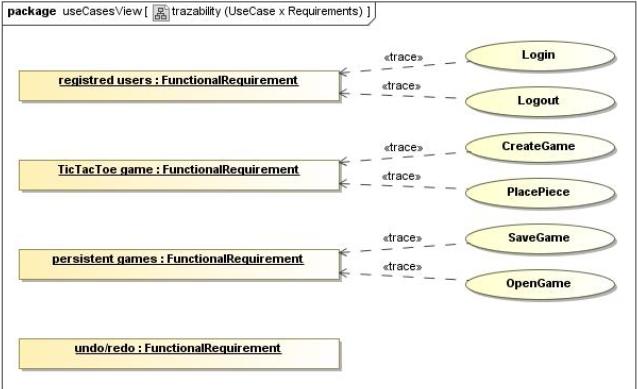 package useCasesView [ trazability (UseCase x Requirements) ]
«trace»
Login
registred users : FunctionalRequirement
«trace»
Logout
«trace»
CreateGame
TicTacToe game : FunctionalRequirement
«trace»
PlacePiece
«trace»
SaveGame
persistent games : FunctionalRequirement
«trace»
OpenGame
undo/redo : FunctionalRequirement